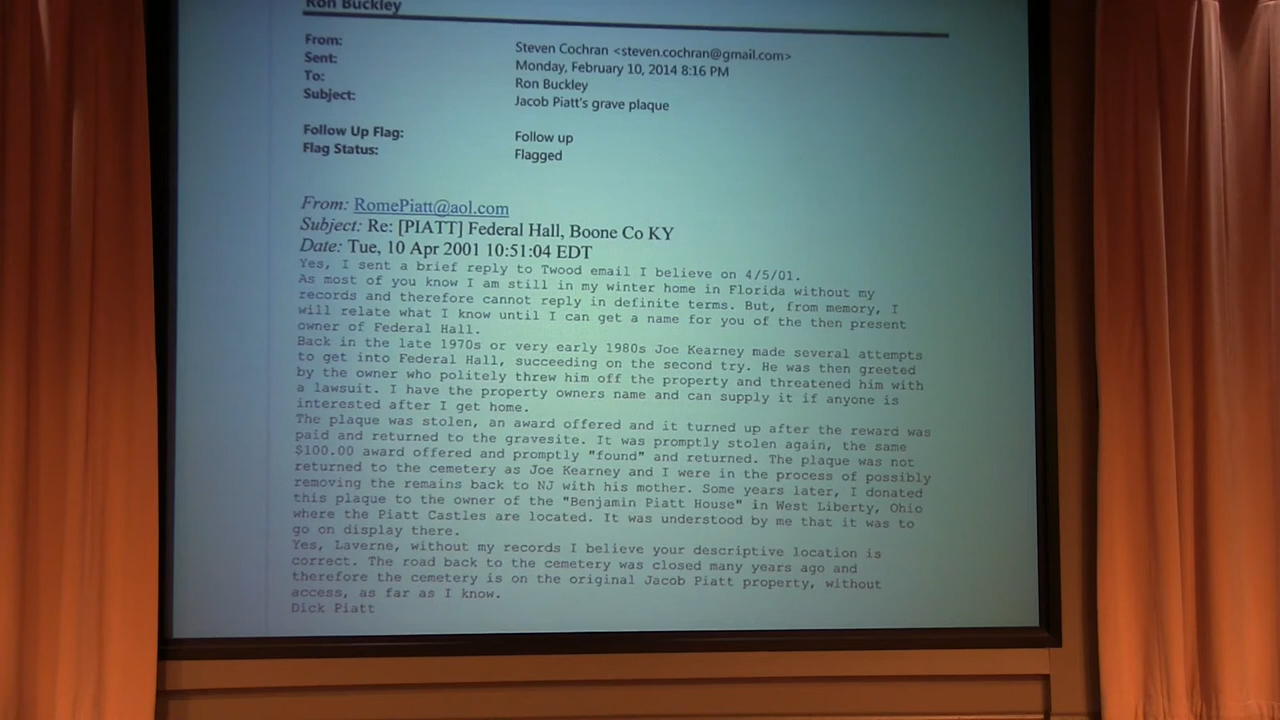 Ron Buckley
From: Steven Cochran <steven.cochran@gmail.com>
Sent: Monday, February 10, 2014 8:16 PM
To: Ron Buckley
Subject: Jacob Piatt's grave plaque
Follow Up Flag: Follow up
Flag Status: Flagged
From: RomePiatt@aol.com
Subject: Re: [PIATT] Federal Hall, Boone Co KY
Date: Tue, 10 Apr 2001 10:51:04 EDT
Yes, I sent a brief reply to Twood email I believe on 4/5/01.
As most of you know I am still in my winter home in Florida without my
records and therefore cannot reply in definite terms. But, from memory, I
will relate what I know until I can get a name for you of the then present
owner of Federal Hall.
Back in the late 1970s or very early 1980s Joe Kearney made several attempts
to get into Federal Hall, succeeding on the second try. He was then greeted
by the owner who politely threw him off the property and threatened him with
a lawsuit. I have the property owners name and can supply it if anyone is
interested after I get home.
The plaque was stolen, an award offered and it turned up after the reward was
paid and returned to the gravesite. It was promptly stolen again, the same
$100.00 award offered and promptly "found" and returned. The plaque was not
returned to the cemetery as Joe Kearney and I were in the process of possibly
removing the remains back to NJ with his mother. Some years later, I donated
this plaque to the owner of the "Benjamin Piatt House" in West Liberty, Ohio
where the Piatt Castles are located. It was understood by me that it was to
go on display there.
Yes, Laverne, without my records I believe your descriptive location is
correct. The road back to the cemetery was closed many years ago and
therefore the cemetery is on the original Jacob Piatt property, without
access, as far as I know.
Dick Piatt